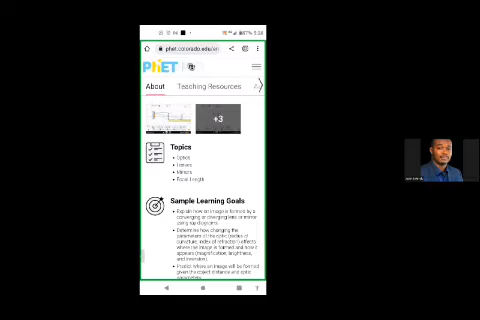 5:38
phet.colorado.edu/en
PhET
About
Teaching Resources
+3
Topics
• Optics
• Lenses
• Mirrors
• Focal Length
Sample Learning Goals
• Explain how an image is formed by a
converging or diverging lens or mirror
using ray diagrams.
• Determine how changing the
parameters of the optic (radius of
curvature, index of refraction) affects
where the image is formed and how it
appears (magnification, brightness,
and inversion).
• Predict where an image will be formed
given the object distance and optic
parameters.